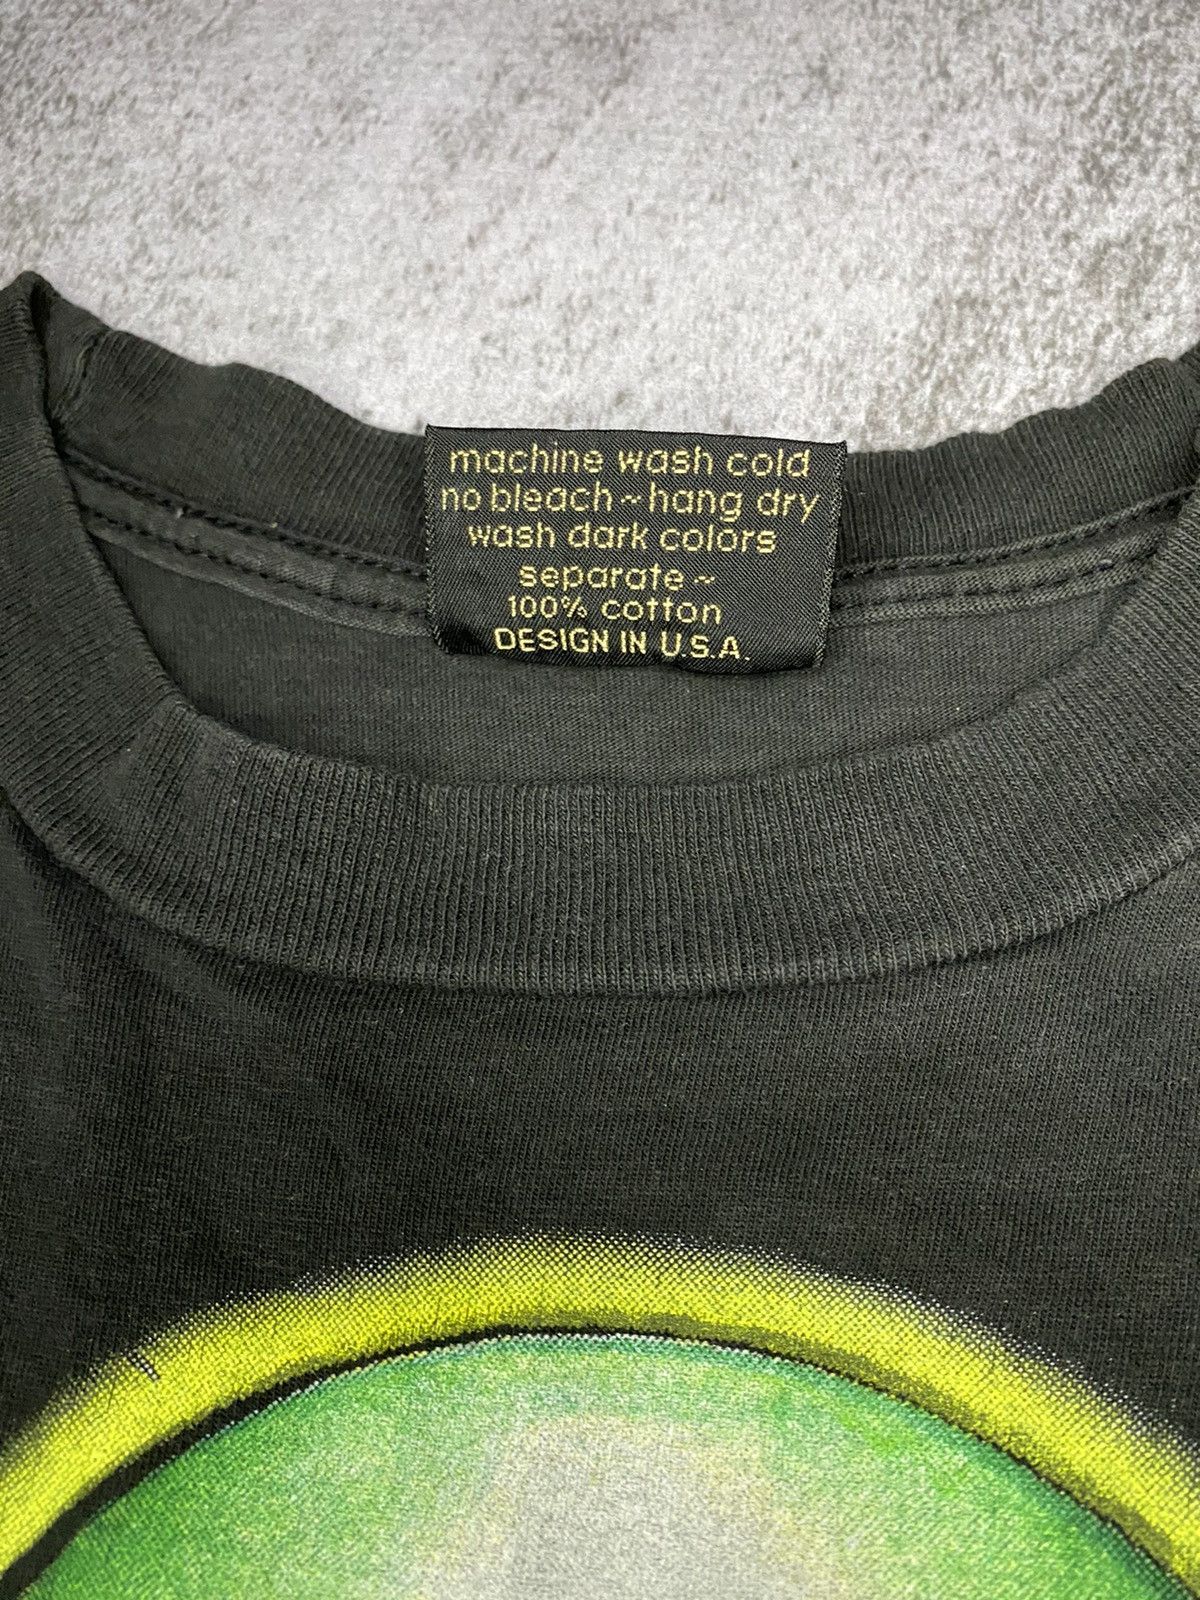 machine wash cold
no bleach ~ hang dry
wash dark colors
separate ~
100% cotton
DESIGN IN U.S.A.